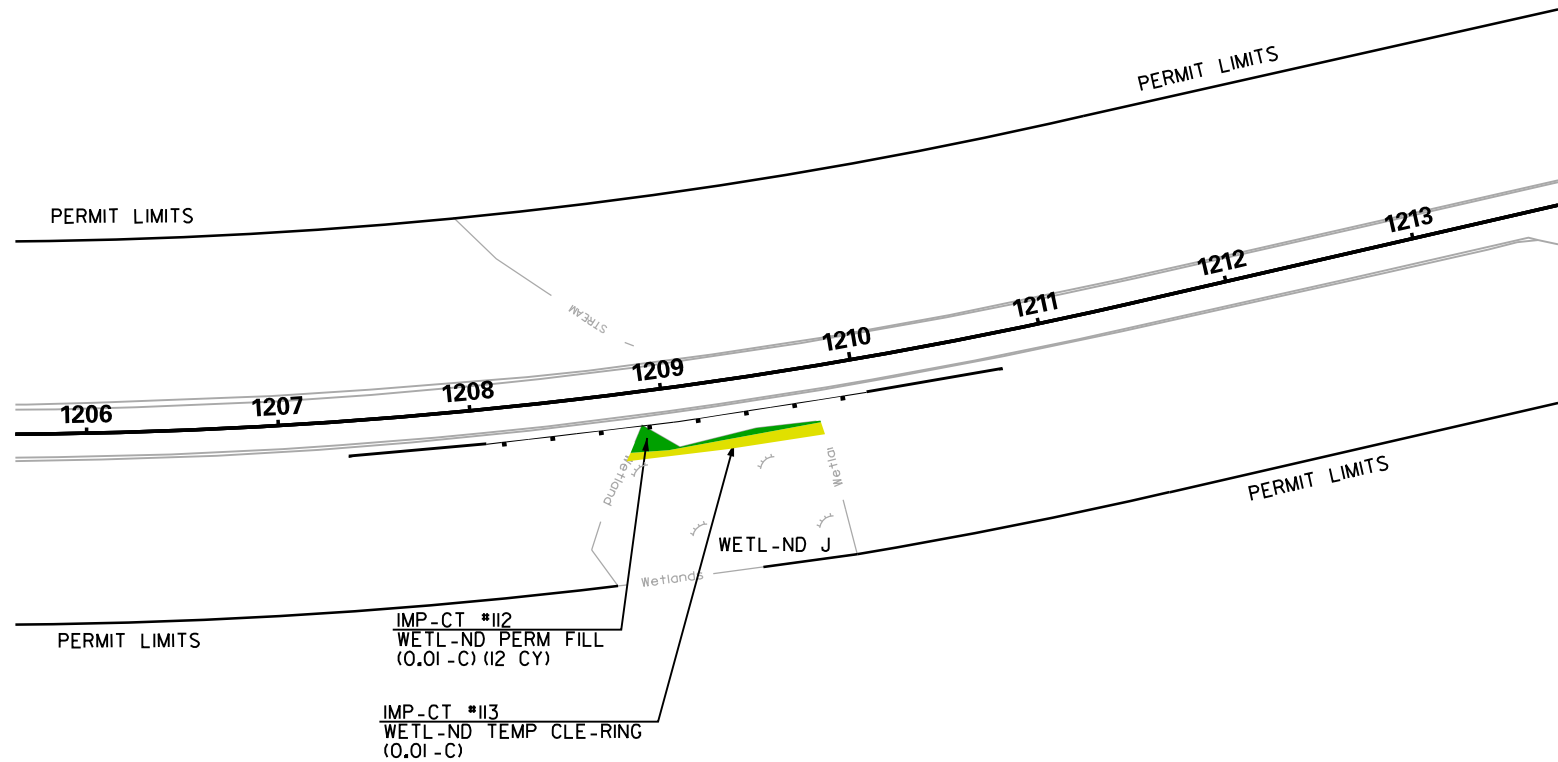 PERMIT LIMITS
PERMIT LIMITS
1213
1212
1211
1210
1209
1208
1207
1206
STREAM
Wetland
Wetlan
PERMIT LIMITS
WETL-ND J
Wetlands
IMP-CT #112
WETL-ND PERM FILL
(0.01 -C) (12 CY)
PERMIT LIMITS
IMP-CT #113
WETL-ND TEMP CLE-RING
(0.01 -C)